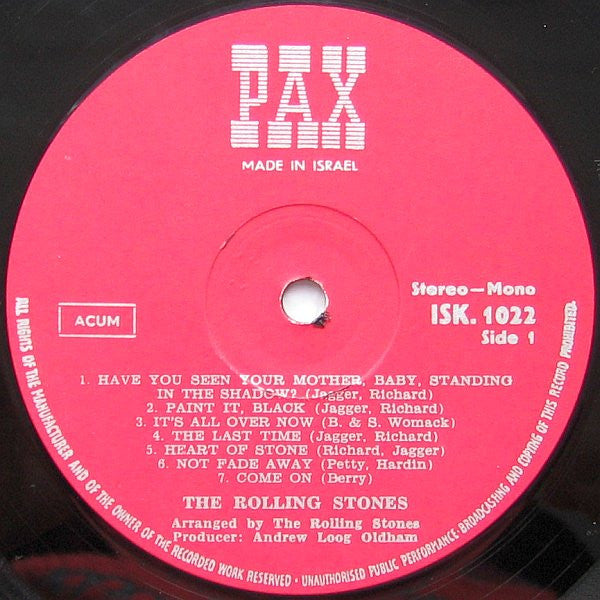 PAX
MADE IN ISRAEL
Stereo—Mono
ISK. 1022
Side 1
ACUM
1. HAVE YOU SEEN YOUR MOTHER, BABY, STANDING
IN THE SHADOW? (Jagger, Richard)
2. PAINT IT, BLACK (Jagger, Richard)
3. IT'S ALL OVER NOW (B. & S. Womack)
4. THE LAST TIME (Jagger, Richard)
5. HEART OF STONE (Richard, Jagger)
6. NOT FADE AWAY (Petty, Hardin)
7. COME ON (Berry)
THE ROLLING STONES
Arranged by The Rolling Stones
Producer: Andrew Loog Oldham
ALL RIGHTS OF THE MANUFACTURER AND OF THE OWNER OF THE RECORDED WORK RESERVED · UNAUTHORISED PUBLIC PERFORMANCE·BROADCASTING AND COPYING OF THIS RECORD PROHIBITED·